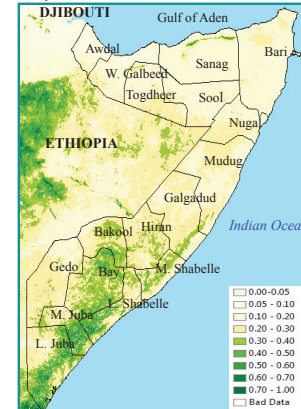 DJIBOUTI
Gulf of Aden
Awdal
Bari
W. Galbeed
Sanag
Togdheer
Sool
Nugal
ETHIOPIA
Mudug
Galgadud
Indian Ocea
Hiran
Bakool
Gedo
Bay
M. Shabelle
L. Shabelle
M. Juba
L. Juba
0.00-0.05
0.05 - 0.10
0.10 - 0.20
0.20 - 0.30
0.30 - 0.40
0.40 - 0.50
0.50 - 0.60
0.60 - 0.70
0.70 - 1.00
Bad Data